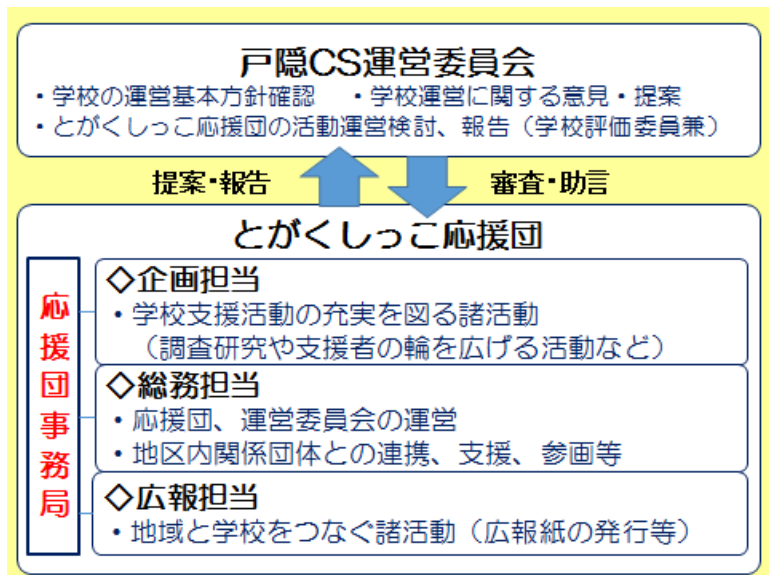 戸隠CS運営委員会
・学校の運営基本方針確認　・学校運営に関する意見・提案
・とがくしっこ応援団の活動運営検討、報告（学校評価委員兼）
提案・報告
審査・助言
とがくしっこ応援団
応援団事務局
◇企画担当
・学校支援活動の充実を図る諸活動
（調査研究や支援者の輪を広げる活動など）
◇総務担当
・応援団、運営委員会の運営
・地区内関係団体との連携、支援、参画等
◇広報担当
・地域と学校をつなぐ諸活動（広報紙の発行等）